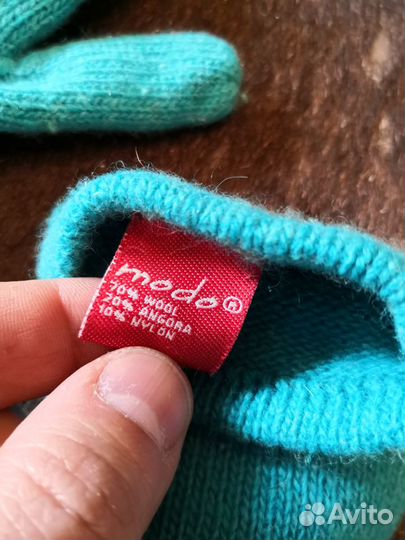 modo®
70% WOOL
20% ANGORA
10% NYLON
Avito